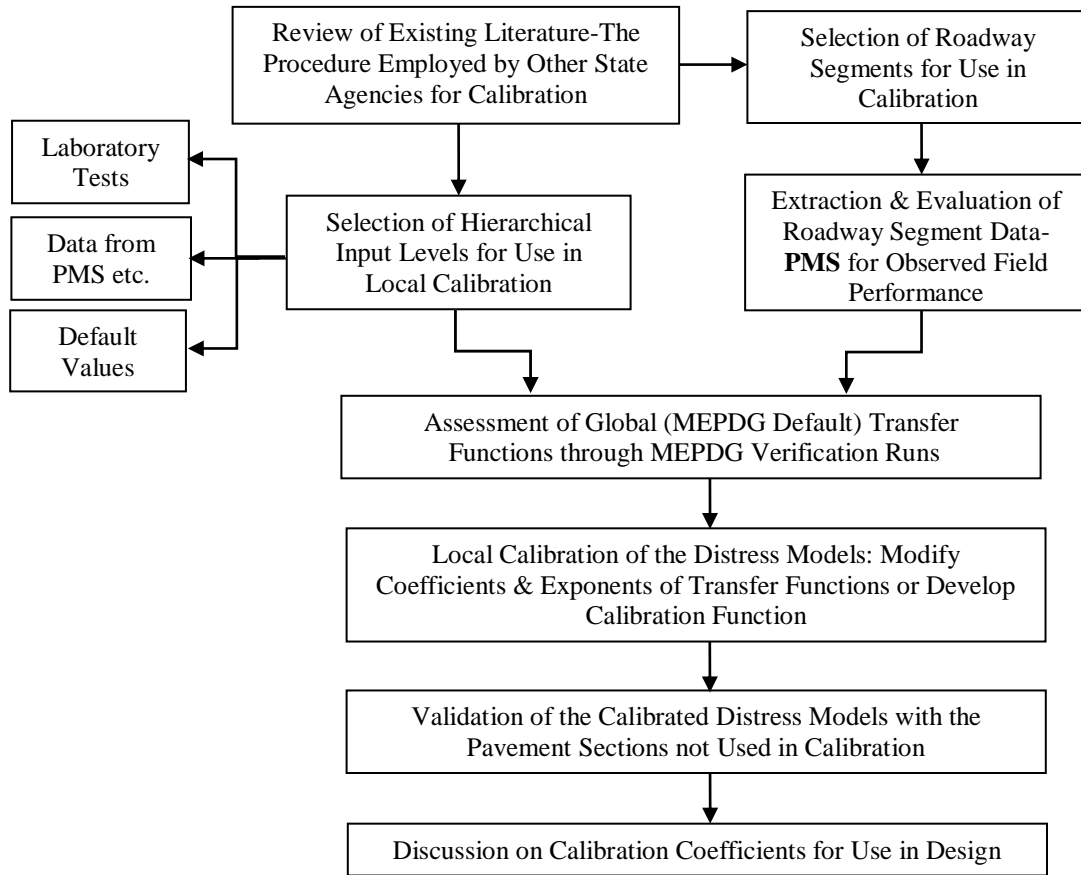 Review of Existing Literature-The
Procedure Employed by Other State
Agencies for Calibration
Selection of Roadway
Segments for Use in
Calibration
Laboratory
Tests
Data from
PMS etc.
Default
Values
Selection of Hierarchical
Input Levels for Use in
Local Calibration
Extraction & Evaluation of
Roadway Segment Data-
PMS for Observed Field
Performance
Assessment of Global (MEPDG Default) Transfer
Functions through MEPDG Verification Runs
Local Calibration of the Distress Models: Modify
Coefficients & Exponents of Transfer Functions or Develop
Calibration Function
Validation of the Calibrated Distress Models with the
Pavement Sections not Used in Calibration
Discussion on Calibration Coefficients for Use in Design